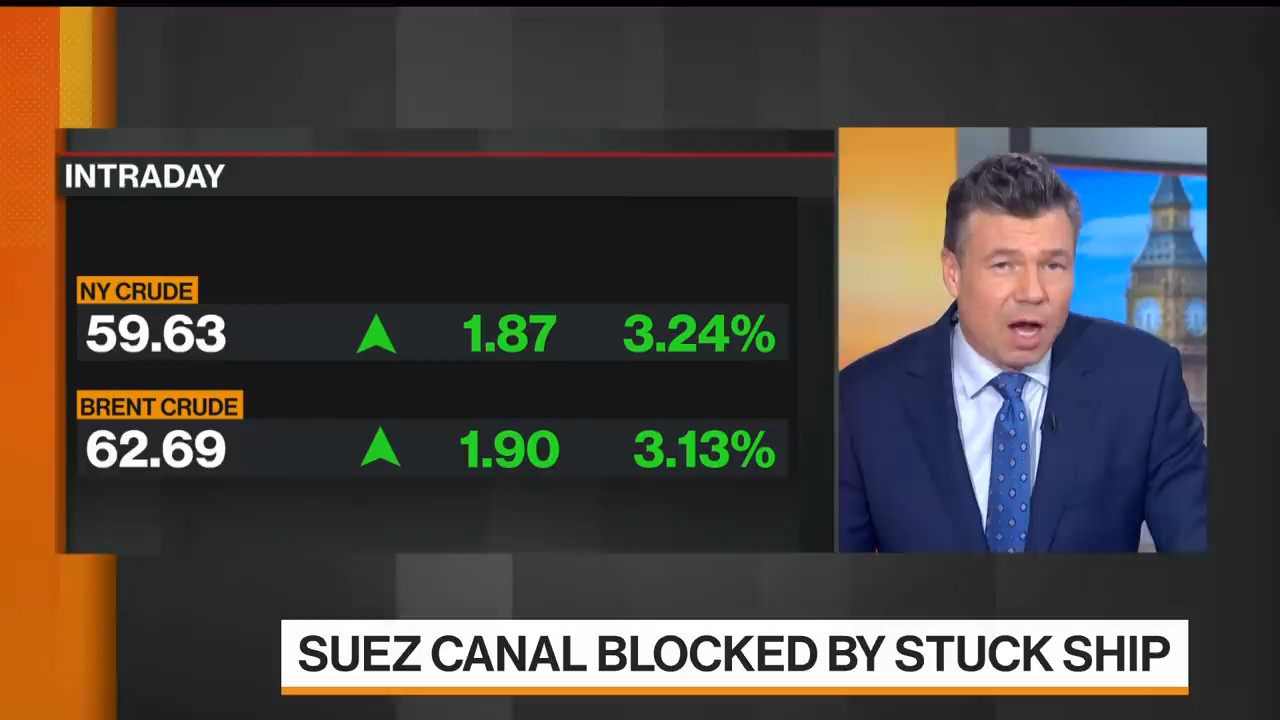 INTRADAY
NY CRUDE
59.63 ▲ 1.87 3.24%
BRENT CRUDE
62.69 ▲ 1.90 3.13%
SUEZ CANAL BLOCKED BY STUCK SHIP